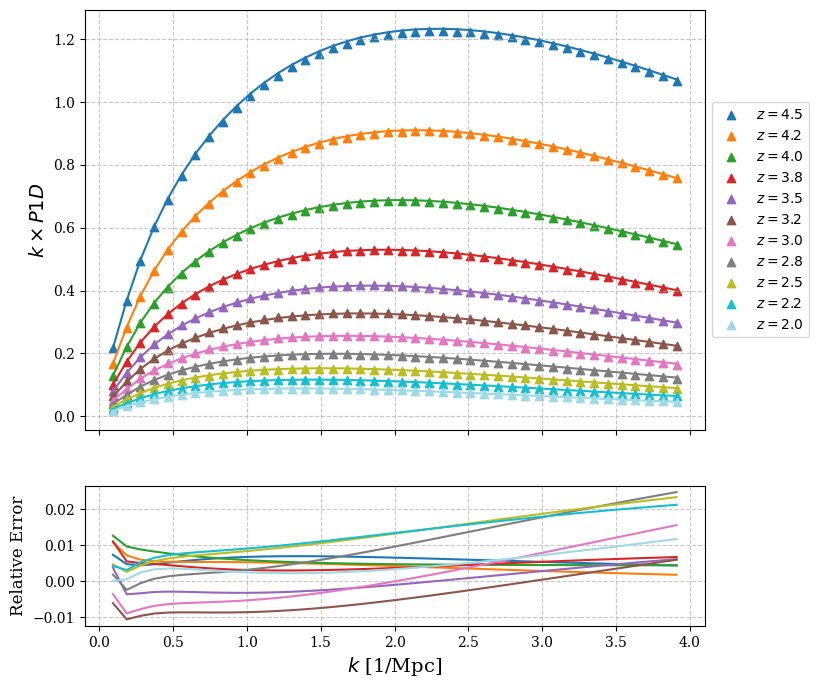 1.2
1.0
0.8
0.6
0.4
0.2
0.0
k × P1D
z = 4.5
z = 4.2
z = 4.0
z = 3.8
z = 3.5
z = 3.2
z = 3.0
z = 2.8
z = 2.5
z = 2.2
z = 2.0
0.02
0.01
0.00
−0.01
Relative Error
0.0 0.5 1.0 1.5 2.0 2.5 3.0 3.5 4.0
k [1/Mpc]